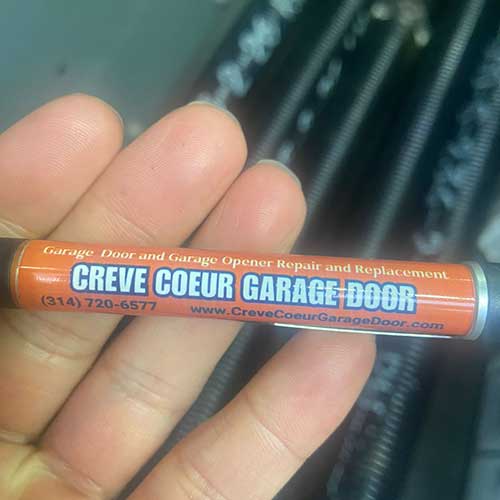 Garage Door and Garage Opener Repair and Replacement
CREVE COEUR GARAGE DOOR
(314) 720-6577 www.CreveCoeurGarageDoor.com